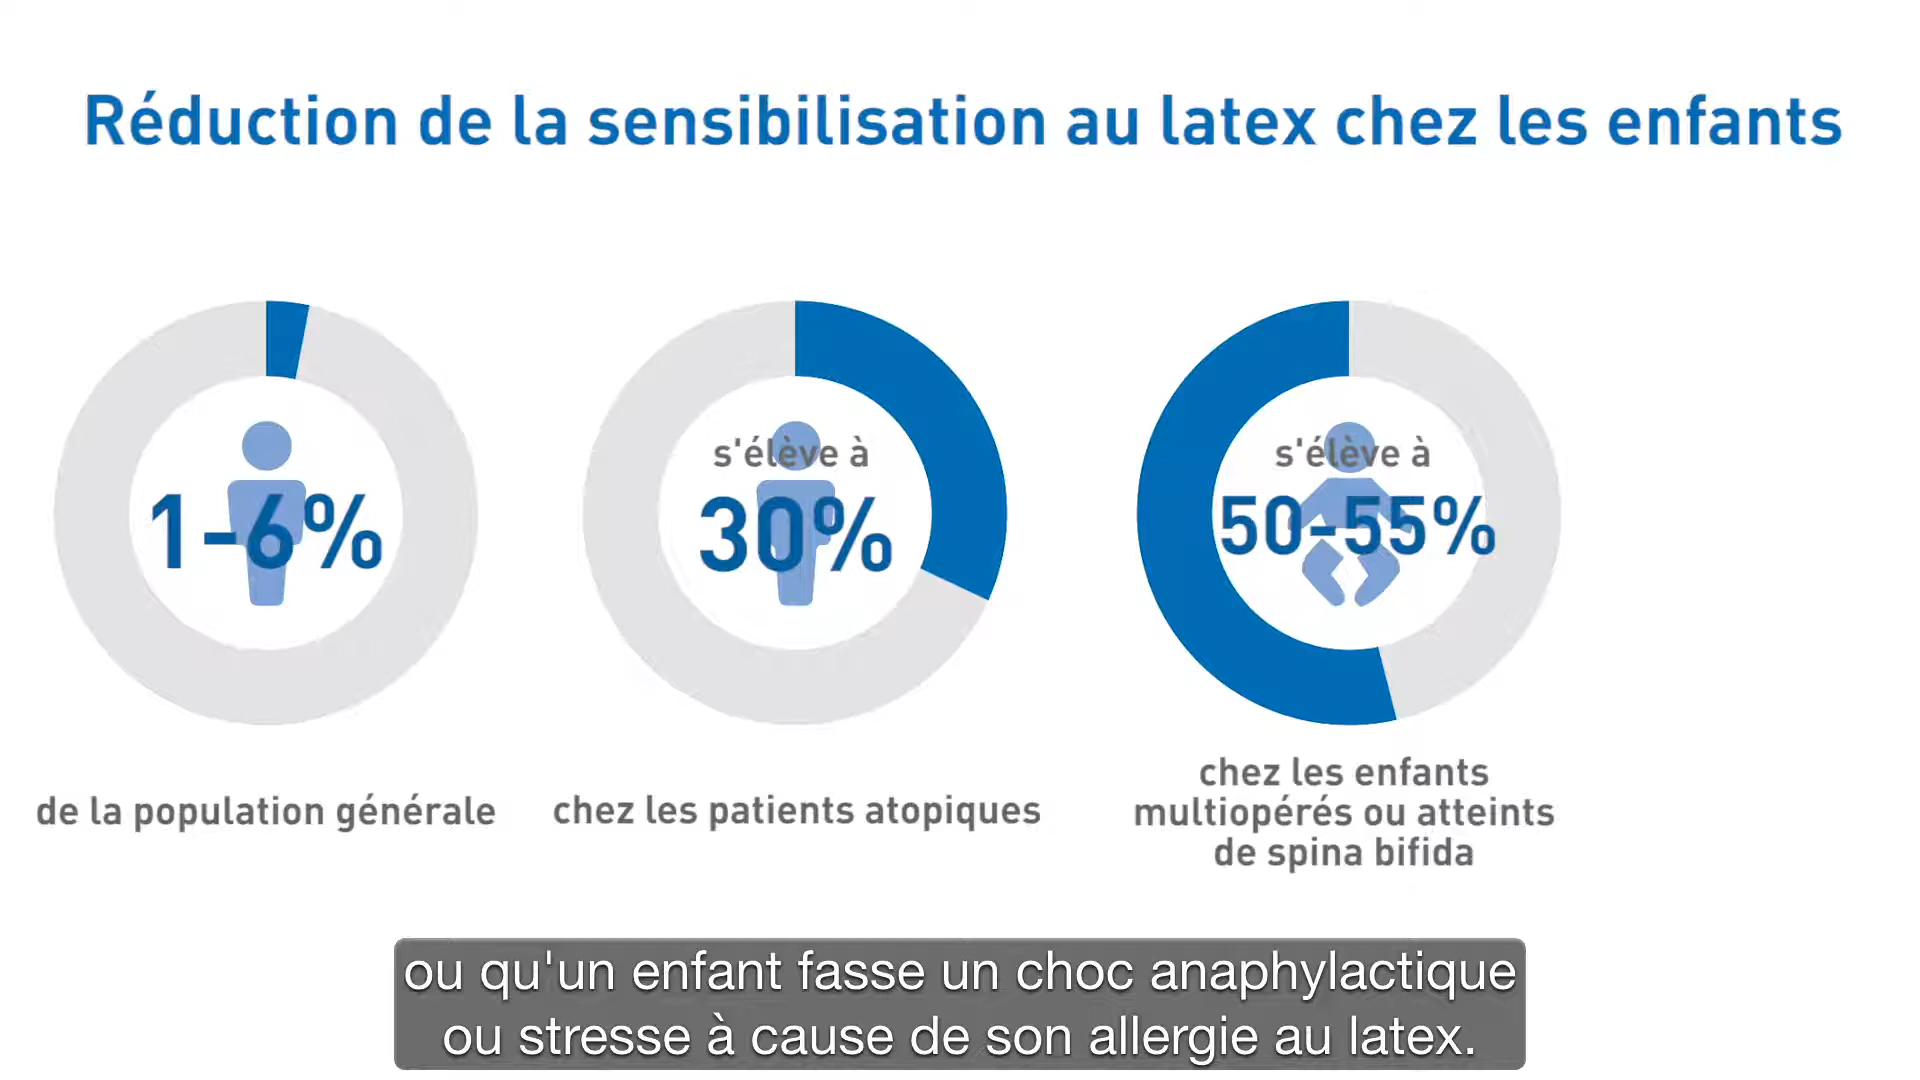 Réduction de la sensibilisation au latex chez les enfants
1-6%
de la population générale
s'élève à
30%
chez les patients atopiques
s'élève à
50-55%
chez les enfants
multiopérés ou atteints
de spina bifida
ou qu'un enfant fasse un choc anaphylactique
ou stresse à cause de son allergie au latex.